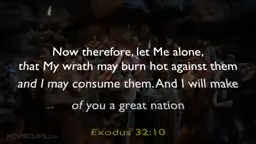 Now therefore, let Me alone,
that My wrath may burn hot against them
and I may consume them. And I will make
of you a great nation
Exodus 32:10
MOVIECLIPS.COM